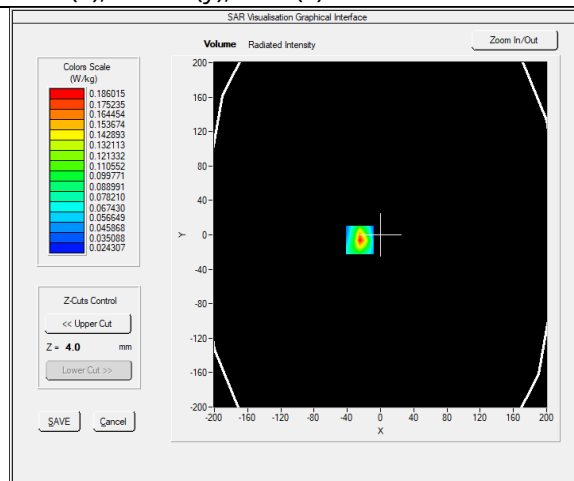 SAR Visualisation Graphical Interface
Volume Radiated Intensity
Zoom In/Out
Colors Scale
(W/kg)
0.186015
0.175235
0.164454
0.153674
0.142893
0.132113
0.121332
0.110552
0.099771
0.088991
0.078210
0.067430
0.056649
0.045868
0.035088
0.024307
200
160
120
80
40
0
-40
-80
-120
-160
-200
Y
-200 -160 -120 -80 -40 0 40 80 120 160 200
X
Z-Cuts Control
<< Upper Cut
Z = 4.0 mm
Lower Cut >>
SAVE Cancel